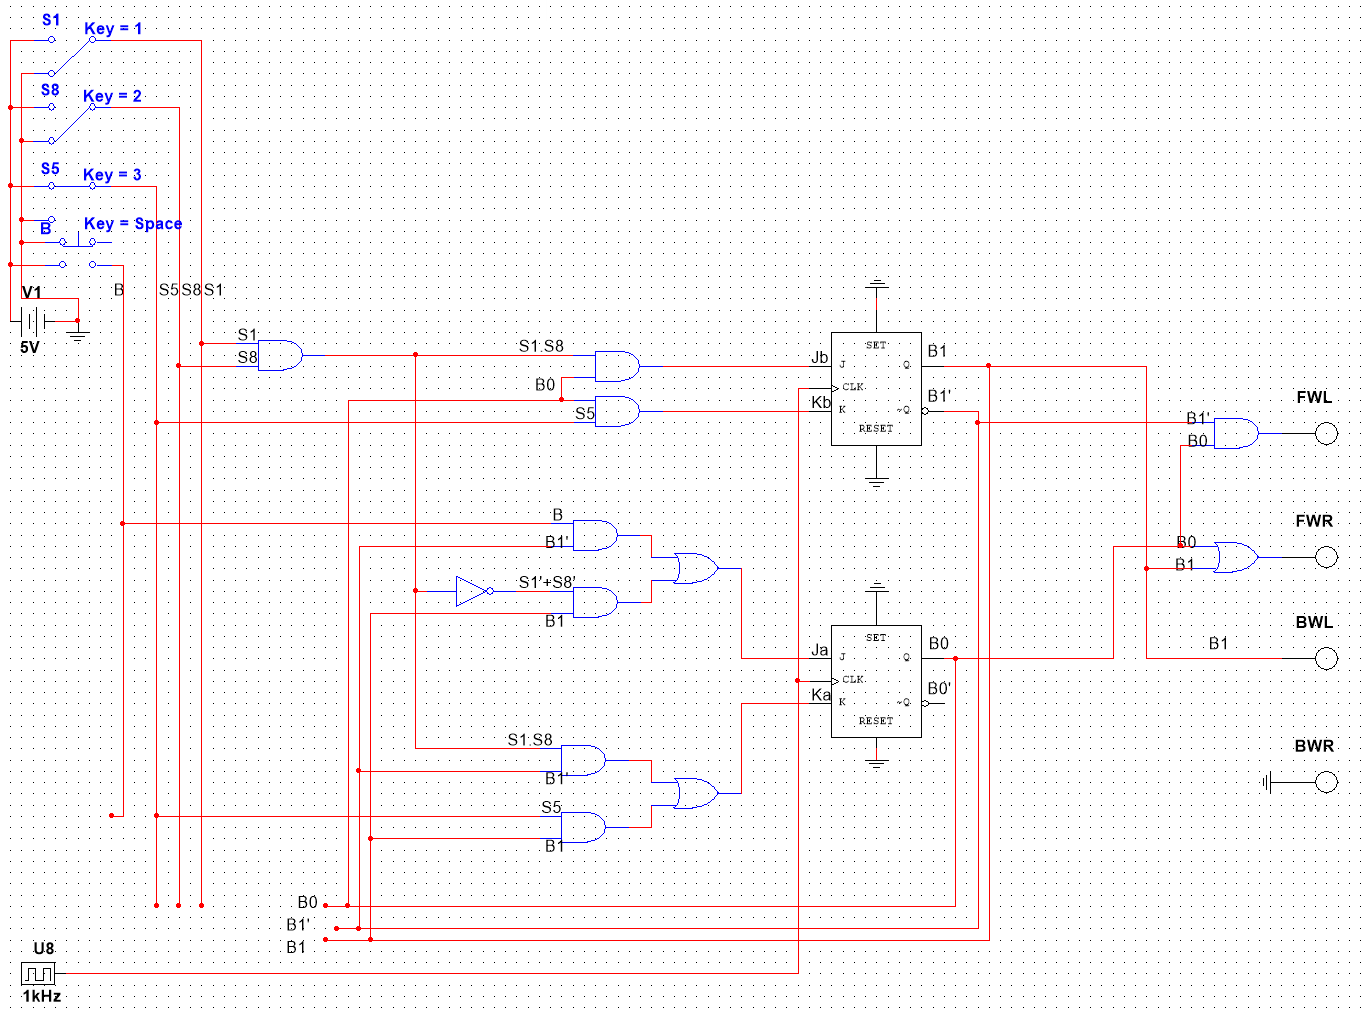 S1
Key = 1
S8
Key = 2
S5
Key = 3
B
Key = Space
B
S5 S8 S1
V1
5V
S1
S8
S1.S8
B0
S5
Jb
Kb
SET
J
Q
CLK
K
~Q
RESET
B1
B1'
B1'
B0
FWL
B
B1'
S1'+S8'
B1
B0
B1
FWR
Ja
Ka
SET
J
Q
CLK
K
~Q
RESET
B0
B0'
B1
BWL
S1.S8
B1'
S5
B1
BWR
B0
B1'
B1
U8
1kHz